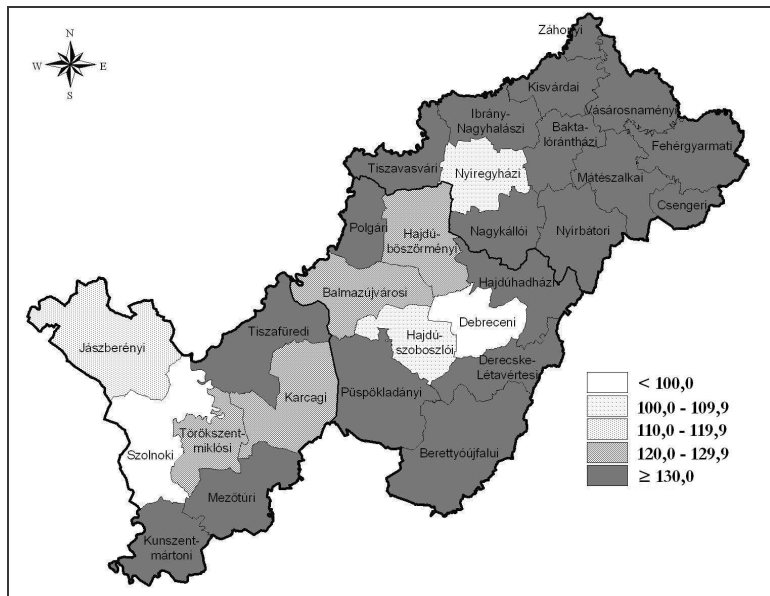 N
W E
S
Záhonyi
Kisvárdai
Vásárosnaményi
Ibrány-
Nagyhalászi
Bakta-
lórántházi
Fehérgyarmati
Tiszavasvári
Nyíregyházi
Mátészalkai
Csengeri
Polgári
Hajdú-
böszörményi
Nagykállói
Nyírbátori
Hajdúhadházi
Balmazújvárosi
Debreceni
Jászberényi
Tiszafüredi
Hajdú-
szoboszlói
Derecske-
Létavértesi
Karcagi
Püspökladányi
Szolnoki
Törökszent-
miklósi
Berettyóújfalui
Mezőtúri
Kunszent-
mártoni
< 100,0
100,0 - 109,9
110,0 - 119,9
120,0 - 129,9
≥ 130,0